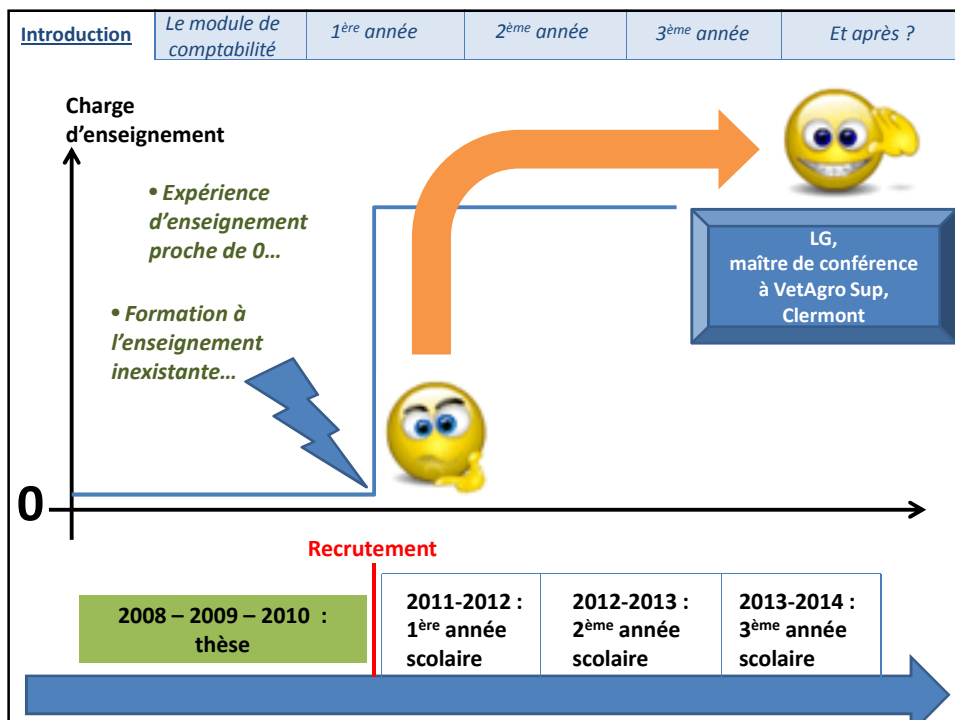 Introduction
Le module de
comptabilité
1ère année
2ème année
3ème année
Et après ?
Charge
d'enseignement
• Expérience
d'enseignement
proche de 0…
• Formation à
l'enseignement
inexistante…
LG,
maître de conférence
à VetAgro Sup,
Clermont
0
Recrutement
2008 – 2009 – 2010 :
thèse
2011-2012 :
1ère année
scolaire
2012-2013 :
2ème année
scolaire
2013-2014 :
3ème année
scolaire